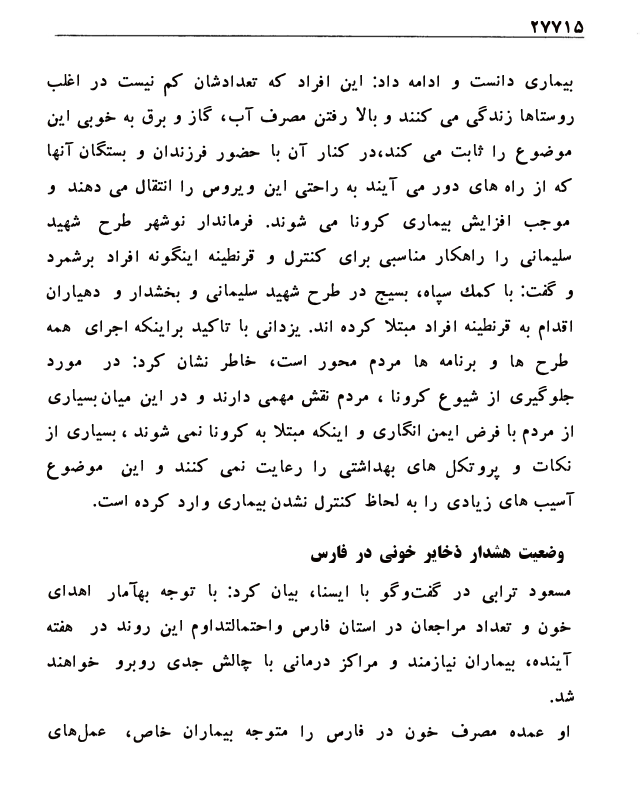 ۲۷۷۱۵
بیماری دانست و ادامه داد: این افراد که تعدادشان کم نیست در اغلب
روستاها زندگی می کنند و بالا رفتن مصرف آب، گاز و برق به خوبی این
موضوع را ثابت می کند،در کنار آن با حضور فرزندان و بستگان آنها
که از راه های دور می آیند به راحتی این ویروس را انتقال می دهند و
موجب افزایش بیماری کرونا می شوند. فرماندار نوشهر طرح شهید
سلیمانی را راهکار مناسبی برای کنترل و قرنطینه اینگونه افراد برشمرد
و گفت: با کمك سپاه، بسیج در طرح شهید سلیمانی و بخشدار و دهیاران
اقدام به قرنطینه افراد مبتلا کرده اند. یزدانی با تاکید براینکه اجرای همه
طرح ها و برنامه ها مردم محور است، خاطر نشان کرد: در مورد
جلوگیری از شیوع کرونا ، مردم نقش مهمی دارند و در این میان بسیاری
از مردم با فرض ایمن انگاری و اینکه مبتلا به کرونا نمی شوند ، بسیاری از
نکات و پروتکل های بهداشتی را رعایت نمی کنند و این موضوع
آسیب های زیادی را به لحاظ کنترل نشدن بیماری وارد کرده است.
وضعیت هشدار ذخایر خونی در فارس
مسعود ترابی در گفت‌وگو با ایسنا، بیان کرد: با توجه بهآمار اهدای
خون و تعداد مراجعان در استان فارس واحتمالتداوم این روند در هفته
آینده، بیماران نیازمند و مراکز درمانی با چالش جدی روبرو خواهند
شد.
او عمده مصرف خون در فارس را متوجه بیماران خاص، عمل‌های